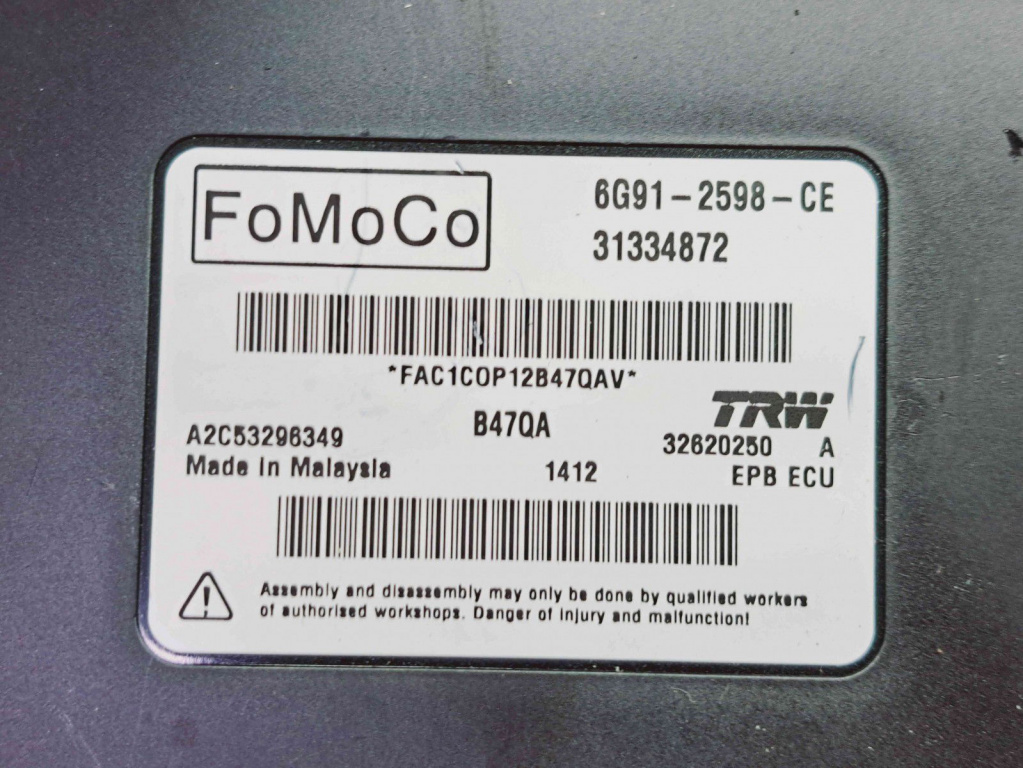 FoMoCo
6G91-2598-CE
31334872
*FAC1COP12B47QAV*
B47QA
TRW
A2C53296349
32620250 A
Made in Malaysia
1412
EPB ECU
Assembly and disassembly may only be done by qualified workers
of authorised workshops. Danger of injury and malfunction!